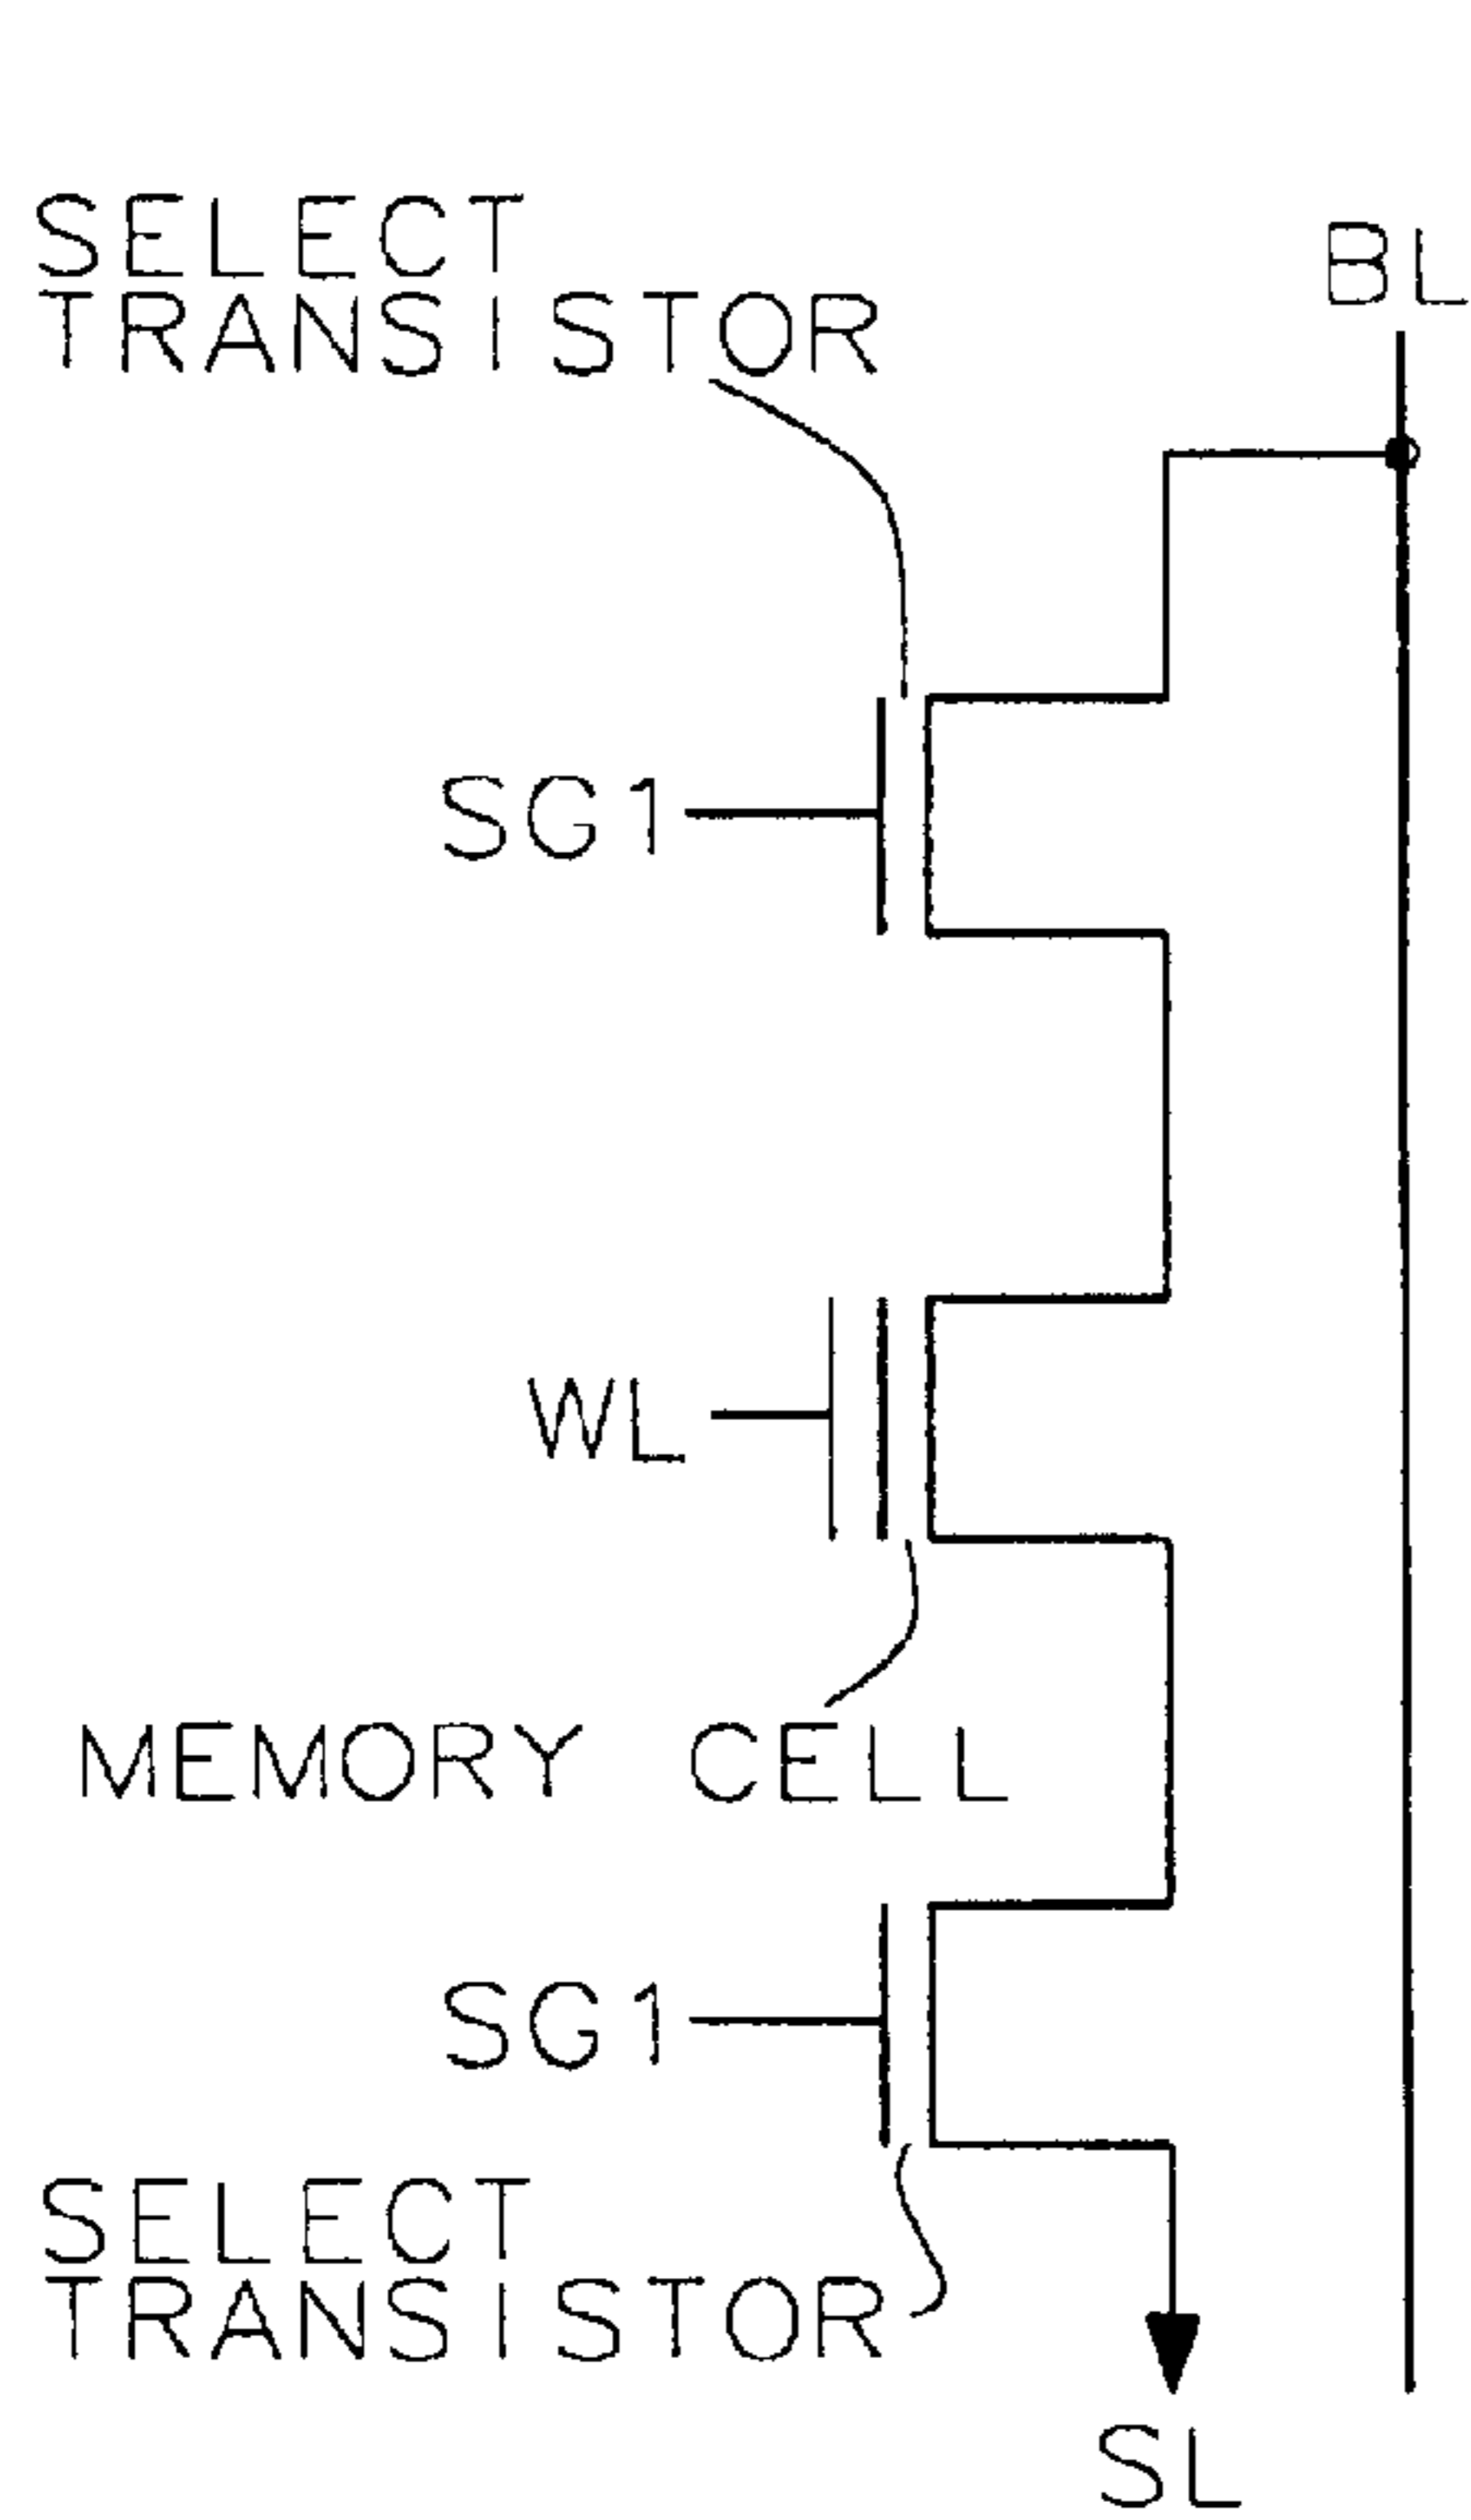 SELECT
TRANSISTOR
BL
SG1
WL
MEMORY CELL
SG1
SELECT
TRANSISTOR
SL